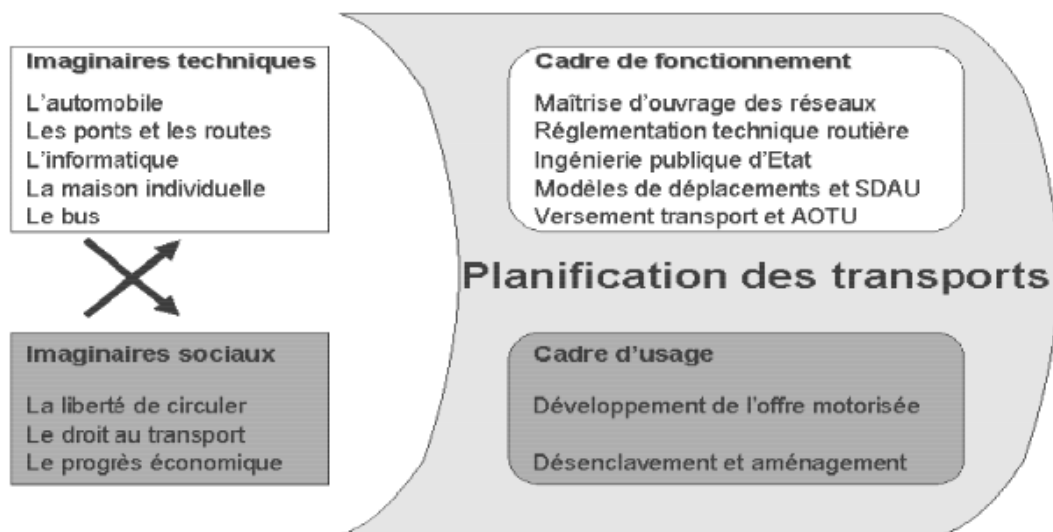 Imaginaires techniques
L'automobile
Les ponts et les routes
L'informatique
La maison individuelle
Le bus
Cadre de fonctionnement
Maîtrise d'ouvrage des réseaux
Réglementation technique routière
Ingénierie publique d'Etat
Modèles de déplacements et SDAU
Versement transport et AOTU
Planification des transports
Imaginaires sociaux
La liberté de circuler
Le droit au transport
Le progrès économique
Cadre d'usage
Développement de l'offre motorisée
Désenclavement et aménagement